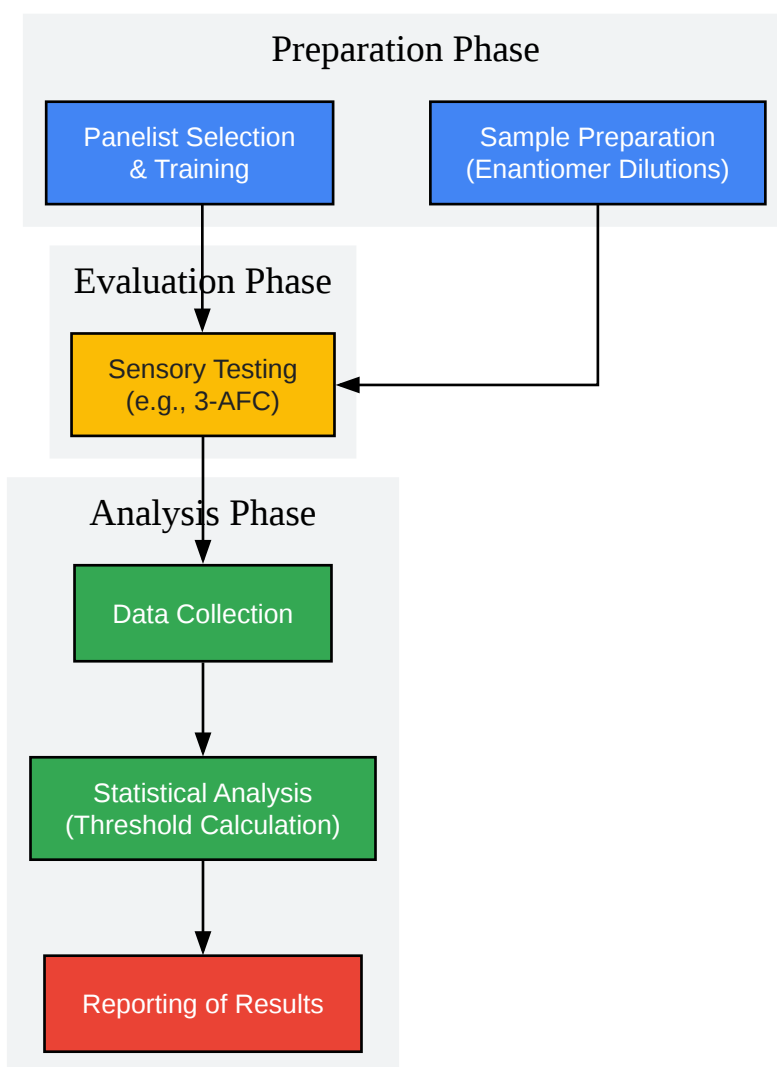 Preparation Phase
Panelist Selection
& Training
Sample Preparation
(Enantiomer Dilutions)
Evaluation Phase
Sensory Testing
(e.g., 3-AFC)
Analysis Phase
Data Collection
Statistical Analysis
(Threshold Calculation)
Reporting of Results